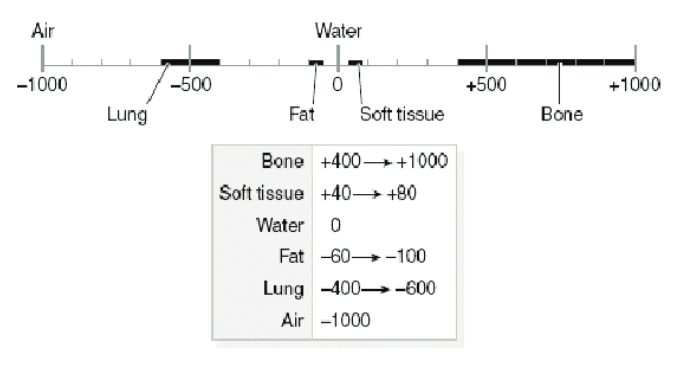 Air Water
-1000 -500 0 +500 +1000
Lung Fat Soft tissue Bone
Bone +400→+1000
Soft tissue +40→ +80
Water 0
Fat -60→ -100
Lung -400→ -600
Air -1000